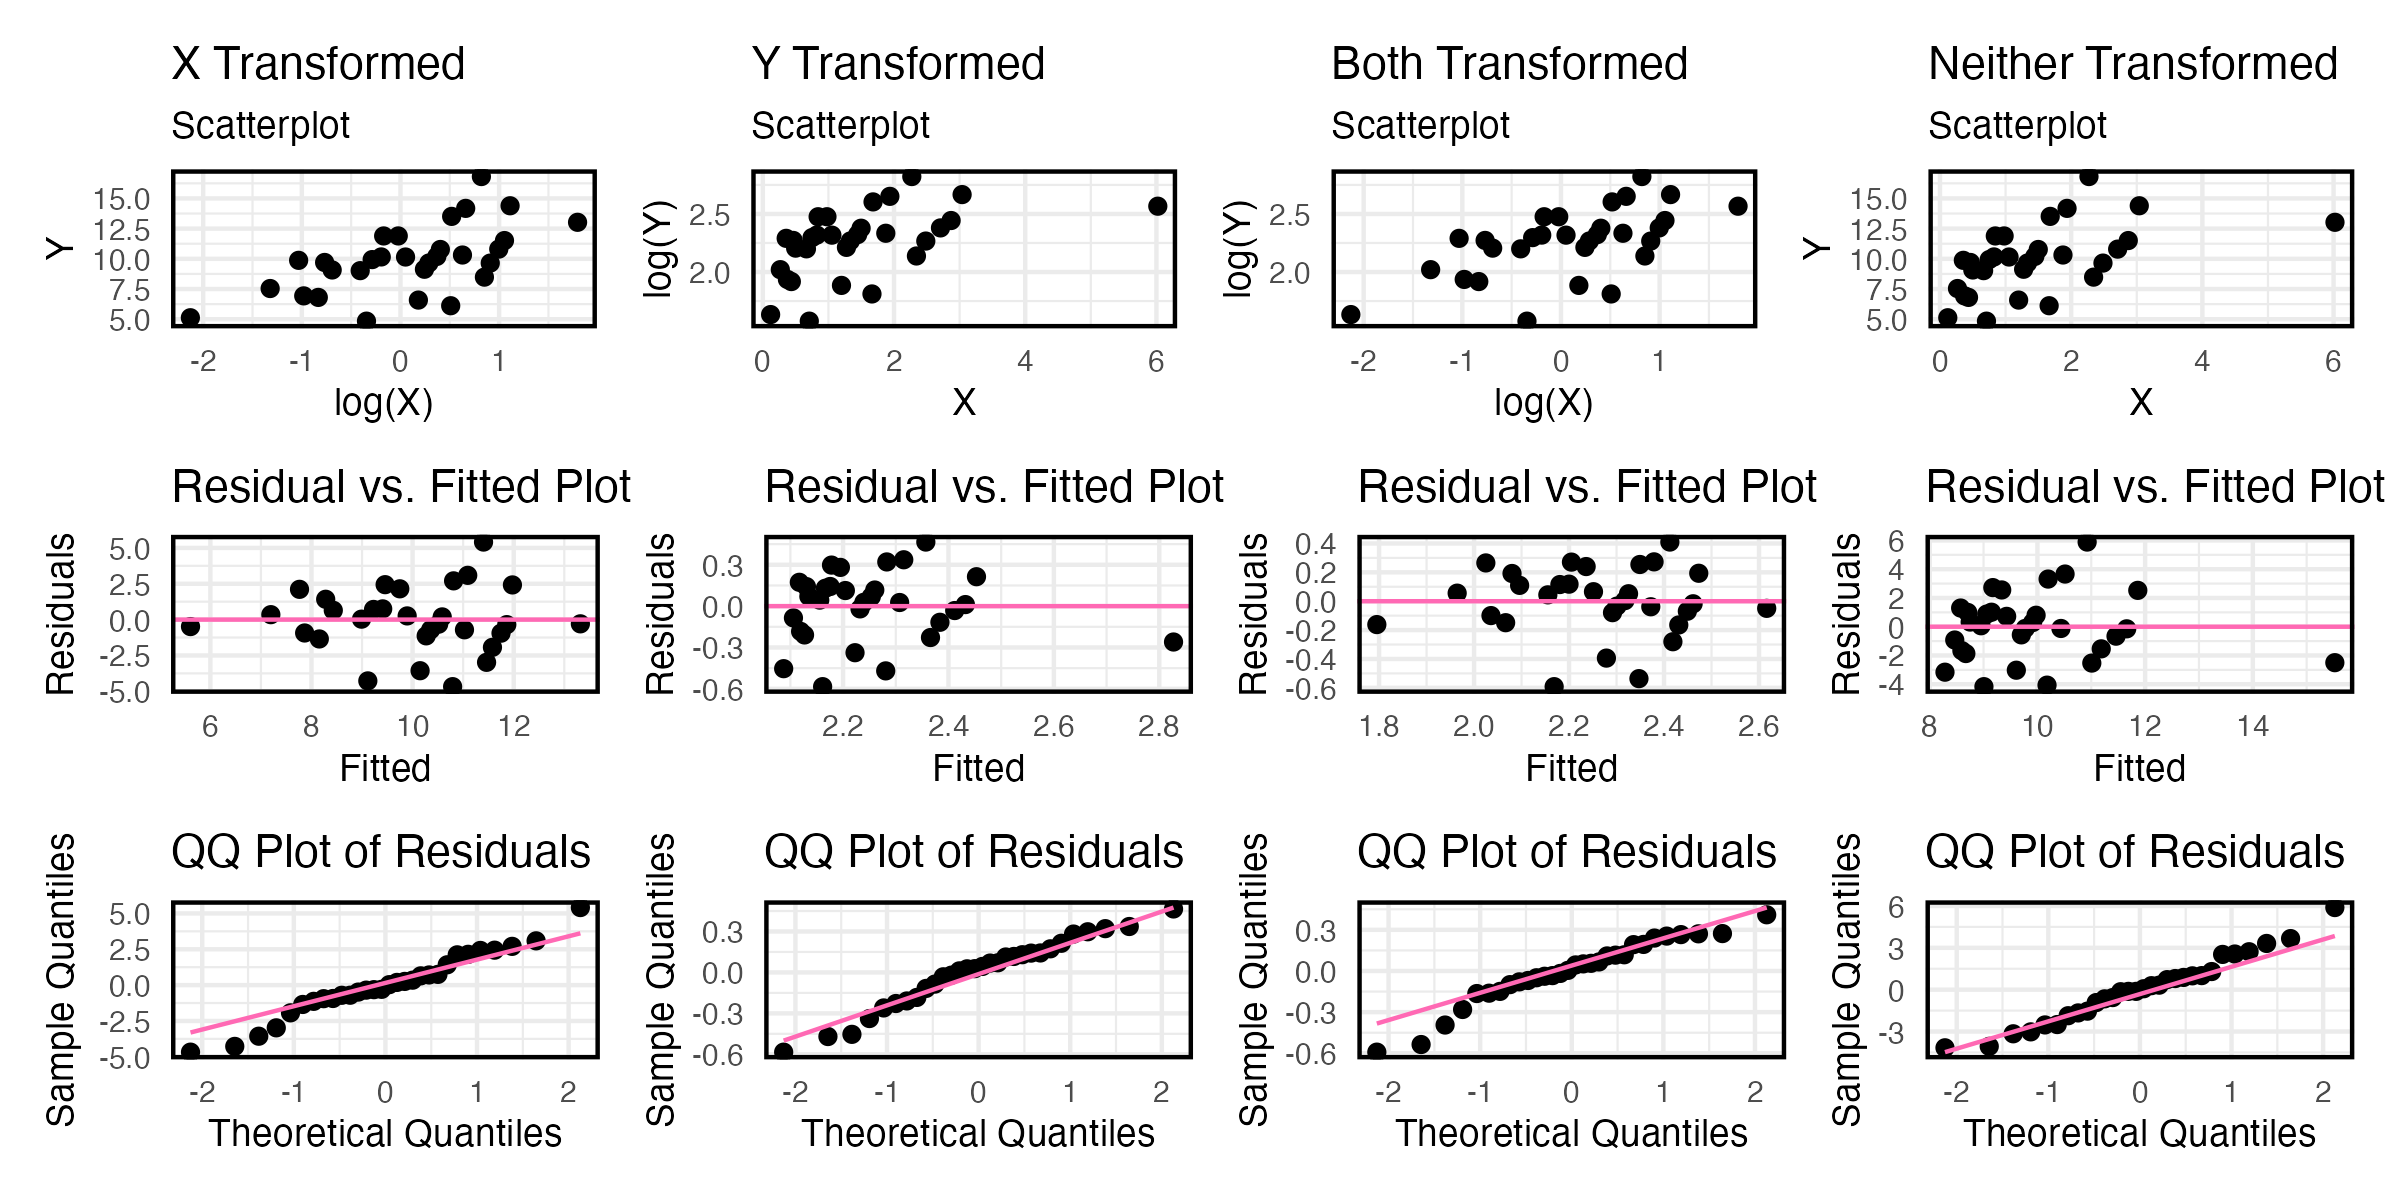 X Transformed
Y Transformed
Both Transformed
Neither Transformed
Scatterplot
Scatterplot
Scatterplot
Scatterplot
Y
15.0
12.5
10.0
7.5
5.0
-2 -1 0 1
log(X)
log(Y)
2.5
2.0
0 2 4 6
X
log(Y)
2.5
2.0
-2 -1 0 1
log(X)
Y
15.0
12.5
10.0
7.5
5.0
0 2 4 6
X
Residual vs. Fitted Plot
Residual vs. Fitted Plot
Residual vs. Fitted Plot
Residual vs. Fitted Plot
Residuals
5.0
2.5
0.0
-2.5
-5.0
6 8 10 12
Fitted
Residuals
0.3
0.0
-0.3
-0.6
2.2 2.4 2.6 2.8
Fitted
Residuals
0.4
0.2
0.0
-0.2
-0.4
-0.6
1.8 2.0 2.2 2.4 2.6
Fitted
Residuals
6
4
2
0
-2
-4
8 10 12 14
Fitted
QQ Plot of Residuals
QQ Plot of Residuals
QQ Plot of Residuals
QQ Plot of Residuals
Sample Quantiles
5.0
2.5
0.0
-2.5
-5.0
-2 -1 0 1 2
Theoretical Quantiles
Sample Quantiles
0.3
0.0
-0.3
-0.6
-2 -1 0 1 2
Theoretical Quantiles
Sample Quantiles
0.3
0.0
-0.3
-0.6
-2 -1 0 1 2
Theoretical Quantiles
Sample Quantiles
6
3
0
-3
-2 -1 0 1 2
Theoretical Quantiles